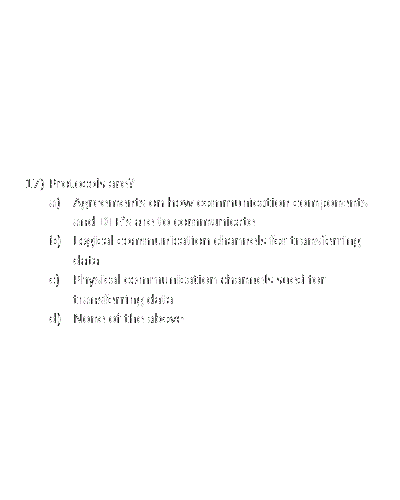 17) Protocols are?
a) Agreements on how communication components
and DTE's are to communicate
b) Logical communication channels for transferring
data
c) Physical communication channels used for
transferring data
d) None of the above